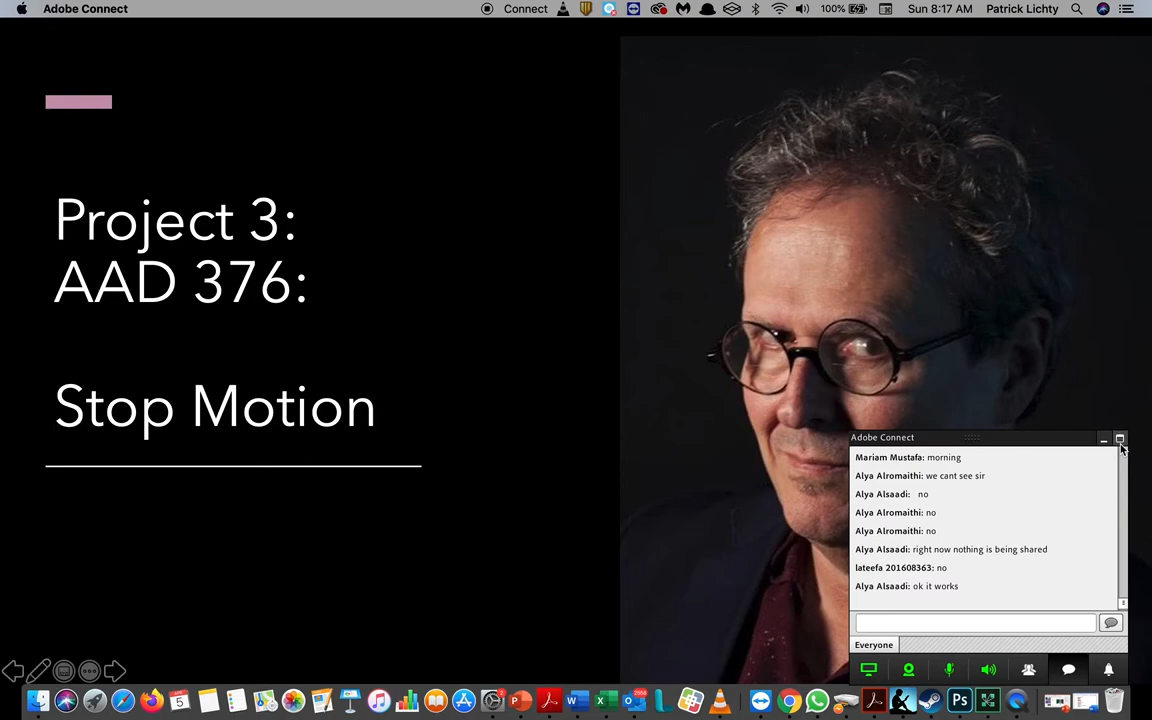 Adobe Connect
Connect
100%
Sun 8:17 AM
Patrick Lichty
Project 3:
AAD 376:
Stop Motion
Adobe Connect
Mariam Mustafa: morning
Alya Alromaithi: we cant see sir
Alya Alsaadi: no
Alya Alromaithi: no
Alya Alromaithi: no
Alya Alsaadi: right now nothing is being shared
lateefa 201608363: no
Alya Alsaadi: ok it works
Everyone
5
W
X
Ps